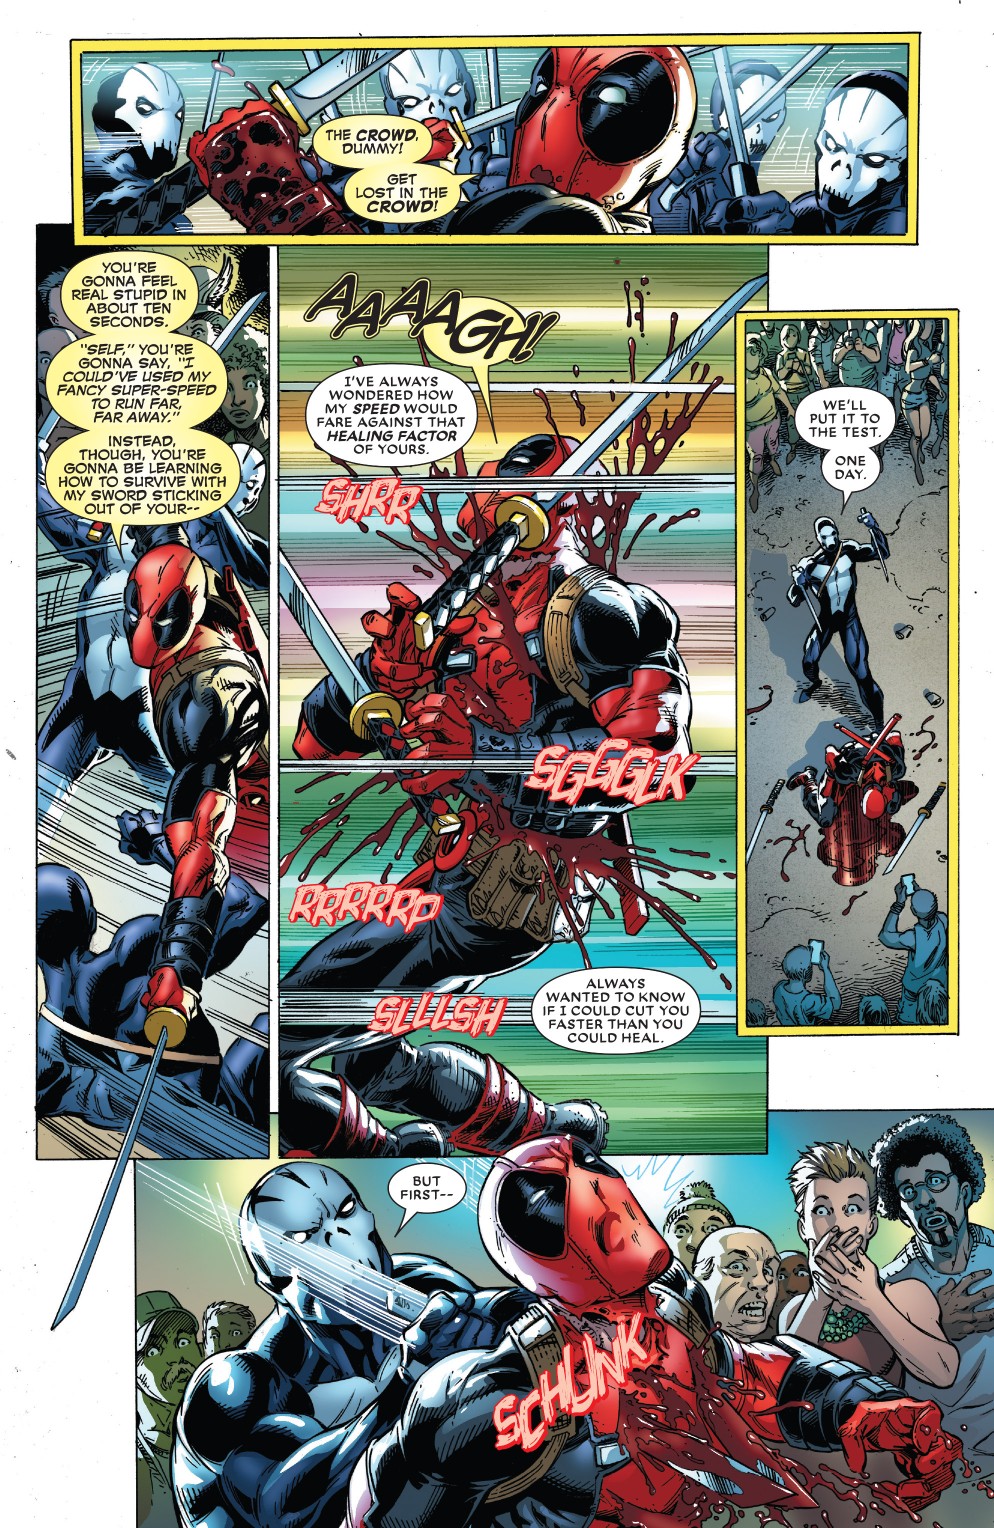 THE CROWD,
DUMMY!
GET
LOST IN THE
CROWD!
YOU'RE
GONNA FEEL
REAL STUPID IN
ABOUT TEN
SECONDS.
"SELF," YOU'RE
GONNA SAY, "I
COULD'VE USED MY
FANCY SUPER-SPEED
TO RUN FAR,
FAR AWAY."
INSTEAD,
THOUGH, YOU'RE
GONNA BE LEARNING
HOW TO SURVIVE WITH
MY SWORD STICKING
OUT OF YOUR--
AAAAGH!
I'VE ALWAYS
WONDERED HOW
MY SPEED WOULD
FARE AGAINST THAT
HEALING FACTOR
OF YOURS.
SHRR
SGGGGLK
RRRRRP
SLLLSH
ALWAYS
WANTED TO KNOW
IF I COULD CUT YOU
FASTER THAN YOU
COULD HEAL.
WE'LL
PUT IT TO
THE TEST.
ONE
DAY.
BUT
FIRST--
SCHUNK